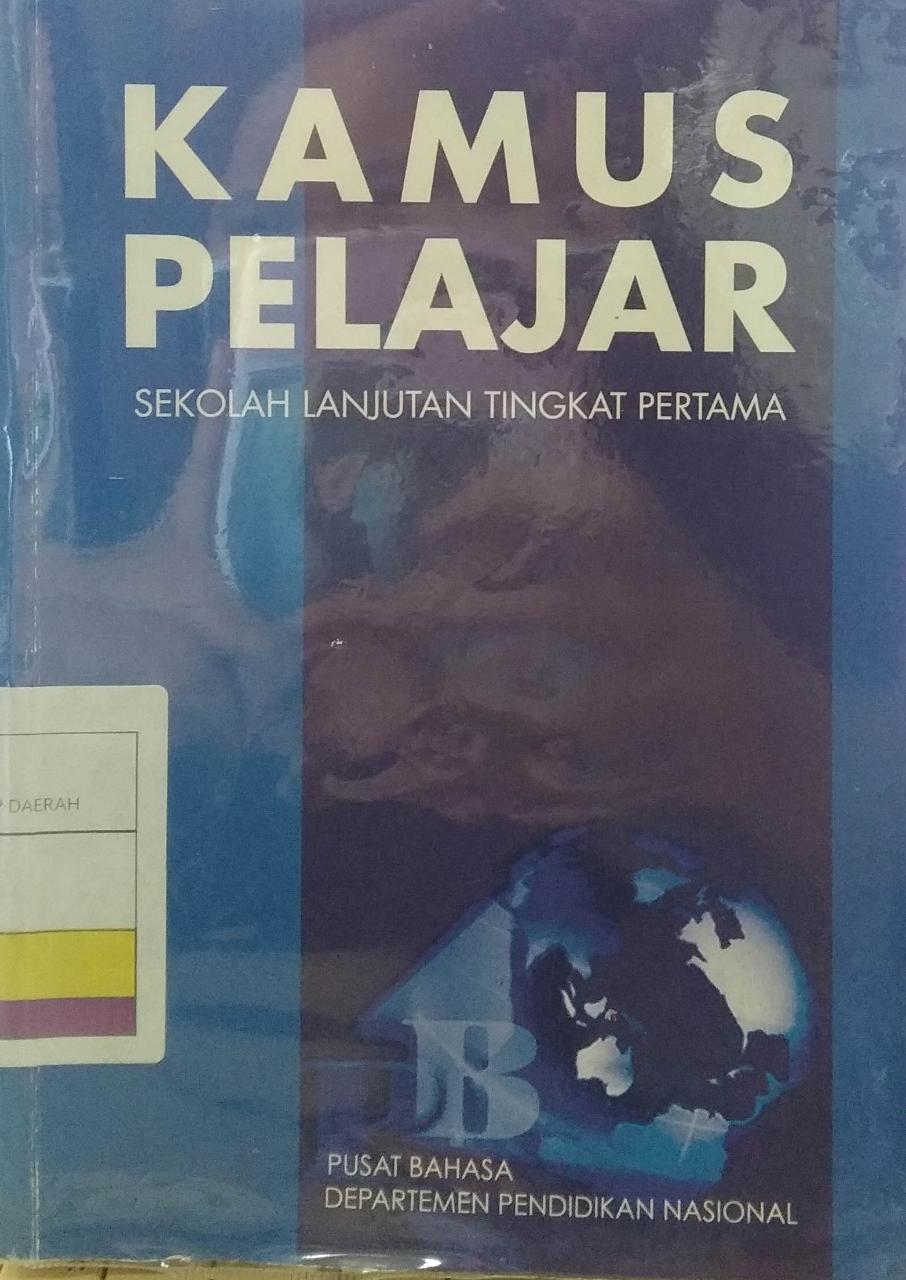 KAMUS
PELAJAR
SEKOLAH LANJUTAN TINGKAT PERTAMA
DAERAH
B
PUSAT BAHASA
DEPARTEMEN PENDIDIKAN NASIONAL